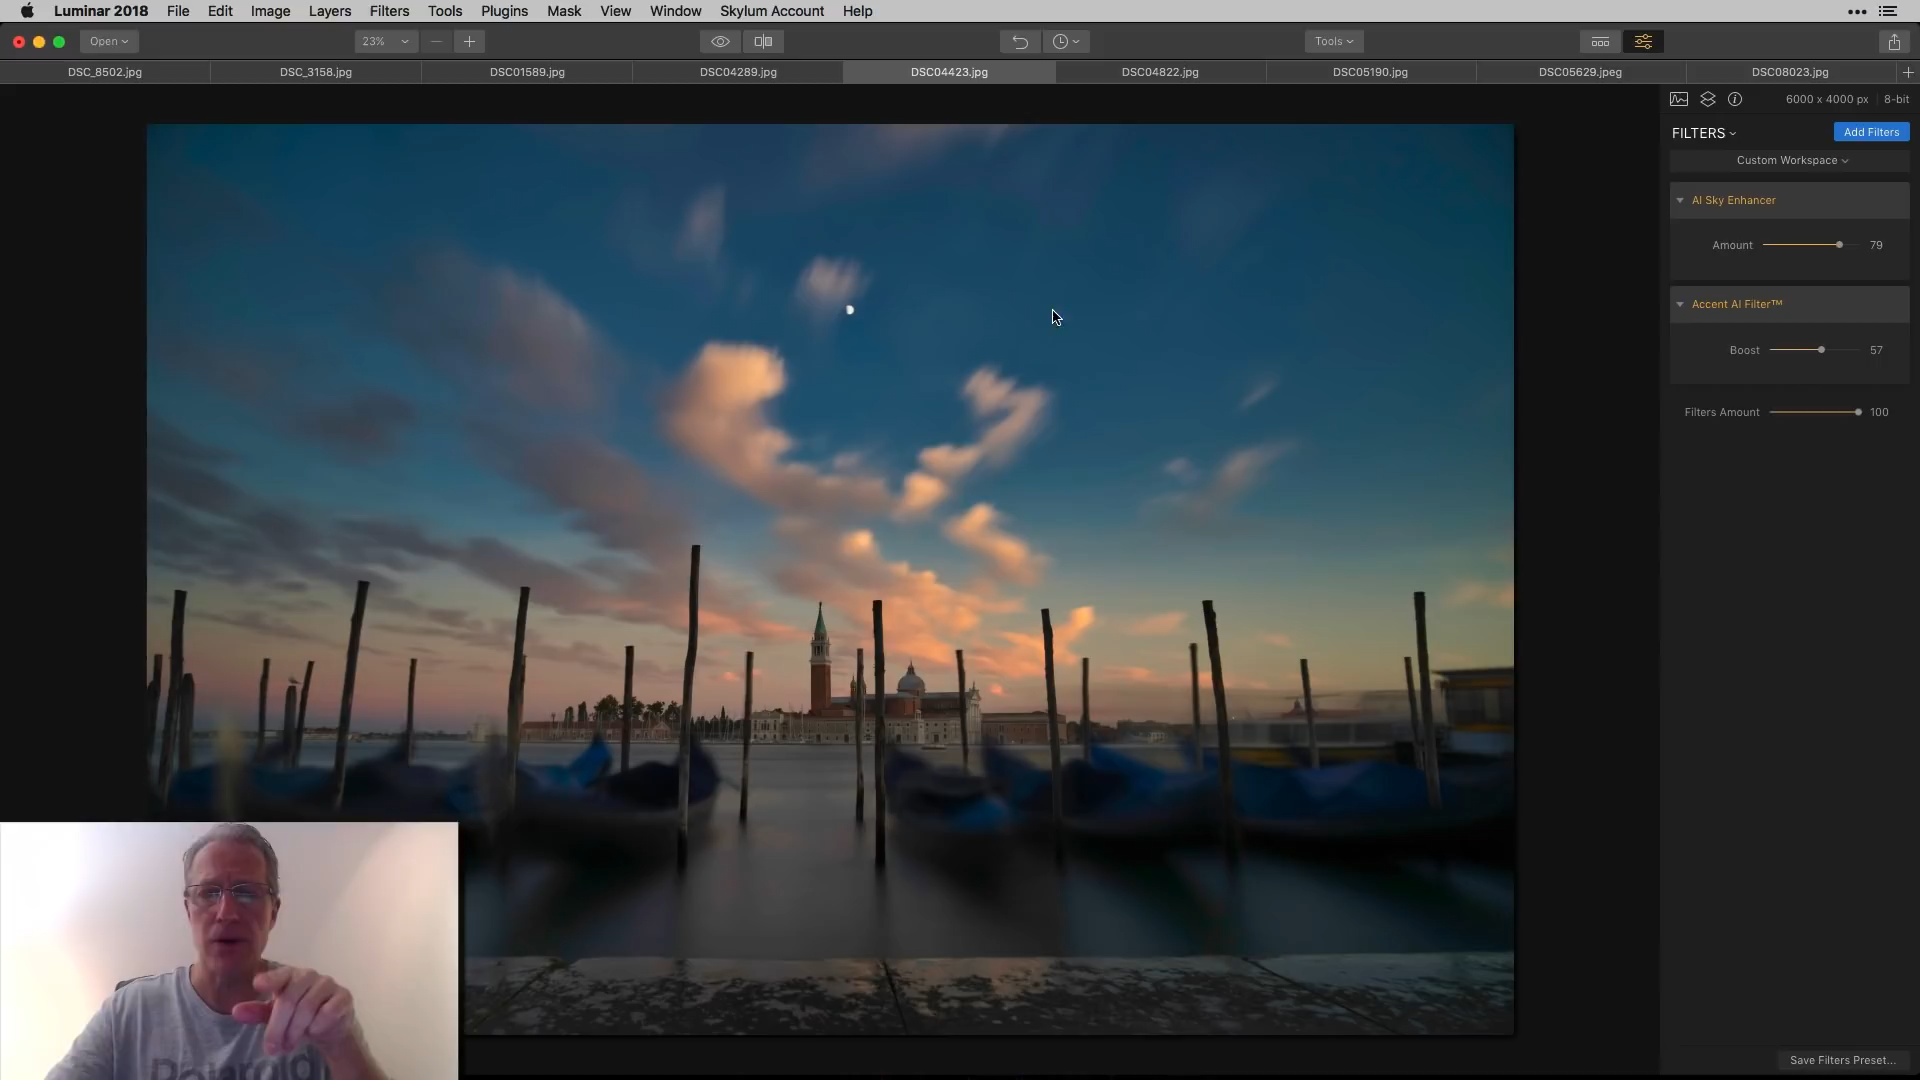 Luminar 2018 File Edit Image Layers Filters Tools Plugins Mask View Window Skylum Account Help
Open 23% Tools
DSC_8502.jpg DSC_3158.jpg DSC01589.jpg DSC04289.jpg DSC04423.jpg DSC04822.jpg DSC05190.jpg DSC05629.jpeg DSC08023.jpg
6000 x 4000 px 8-bit
FILTERS Add Filters
Custom Workspace
AI Sky Enhancer
Amount 79
Accent AI Filter™
Boost 57
Filters Amount 100
Polaroid
Save Filters Preset...